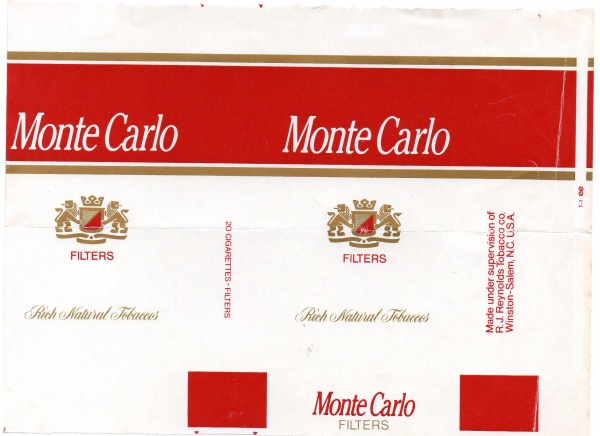 Monte Carlo
Monte Carlo
FILTERS
Rich Natural Tobaccos
20 CIGARETTES - FILTERS
FILTERS
Rich Natural Tobaccos
Monte Carlo
FILTERS
Made under supervision of
R. J. Reynolds Tobacco co.
Winston-Salem, N.C. U.S.A.